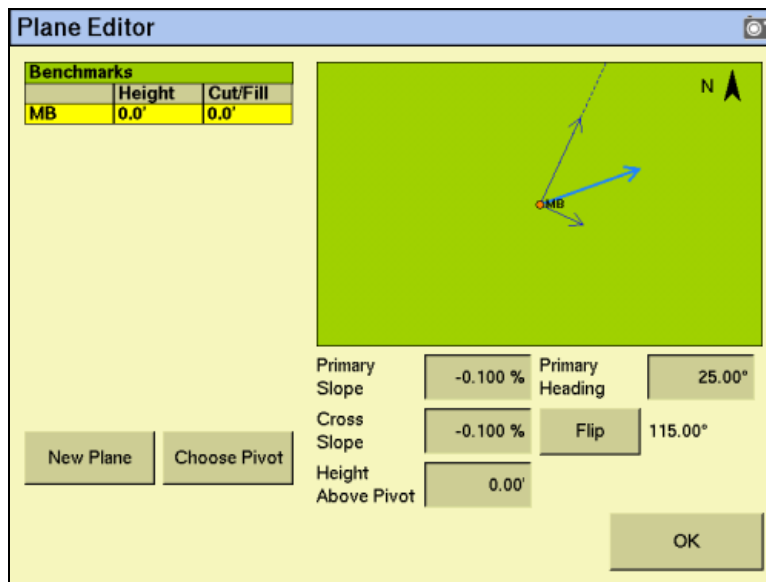 Plane Editor
Benchmarks
Height Cut/Fill
MB 0.0' 0.0'
N
MB
Primary Slope -0.100 % Primary Heading 25.00°
Cross Slope -0.100 % Flip 115.00°
New Plane Choose Pivot
Height Above Pivot 0.00'
OK